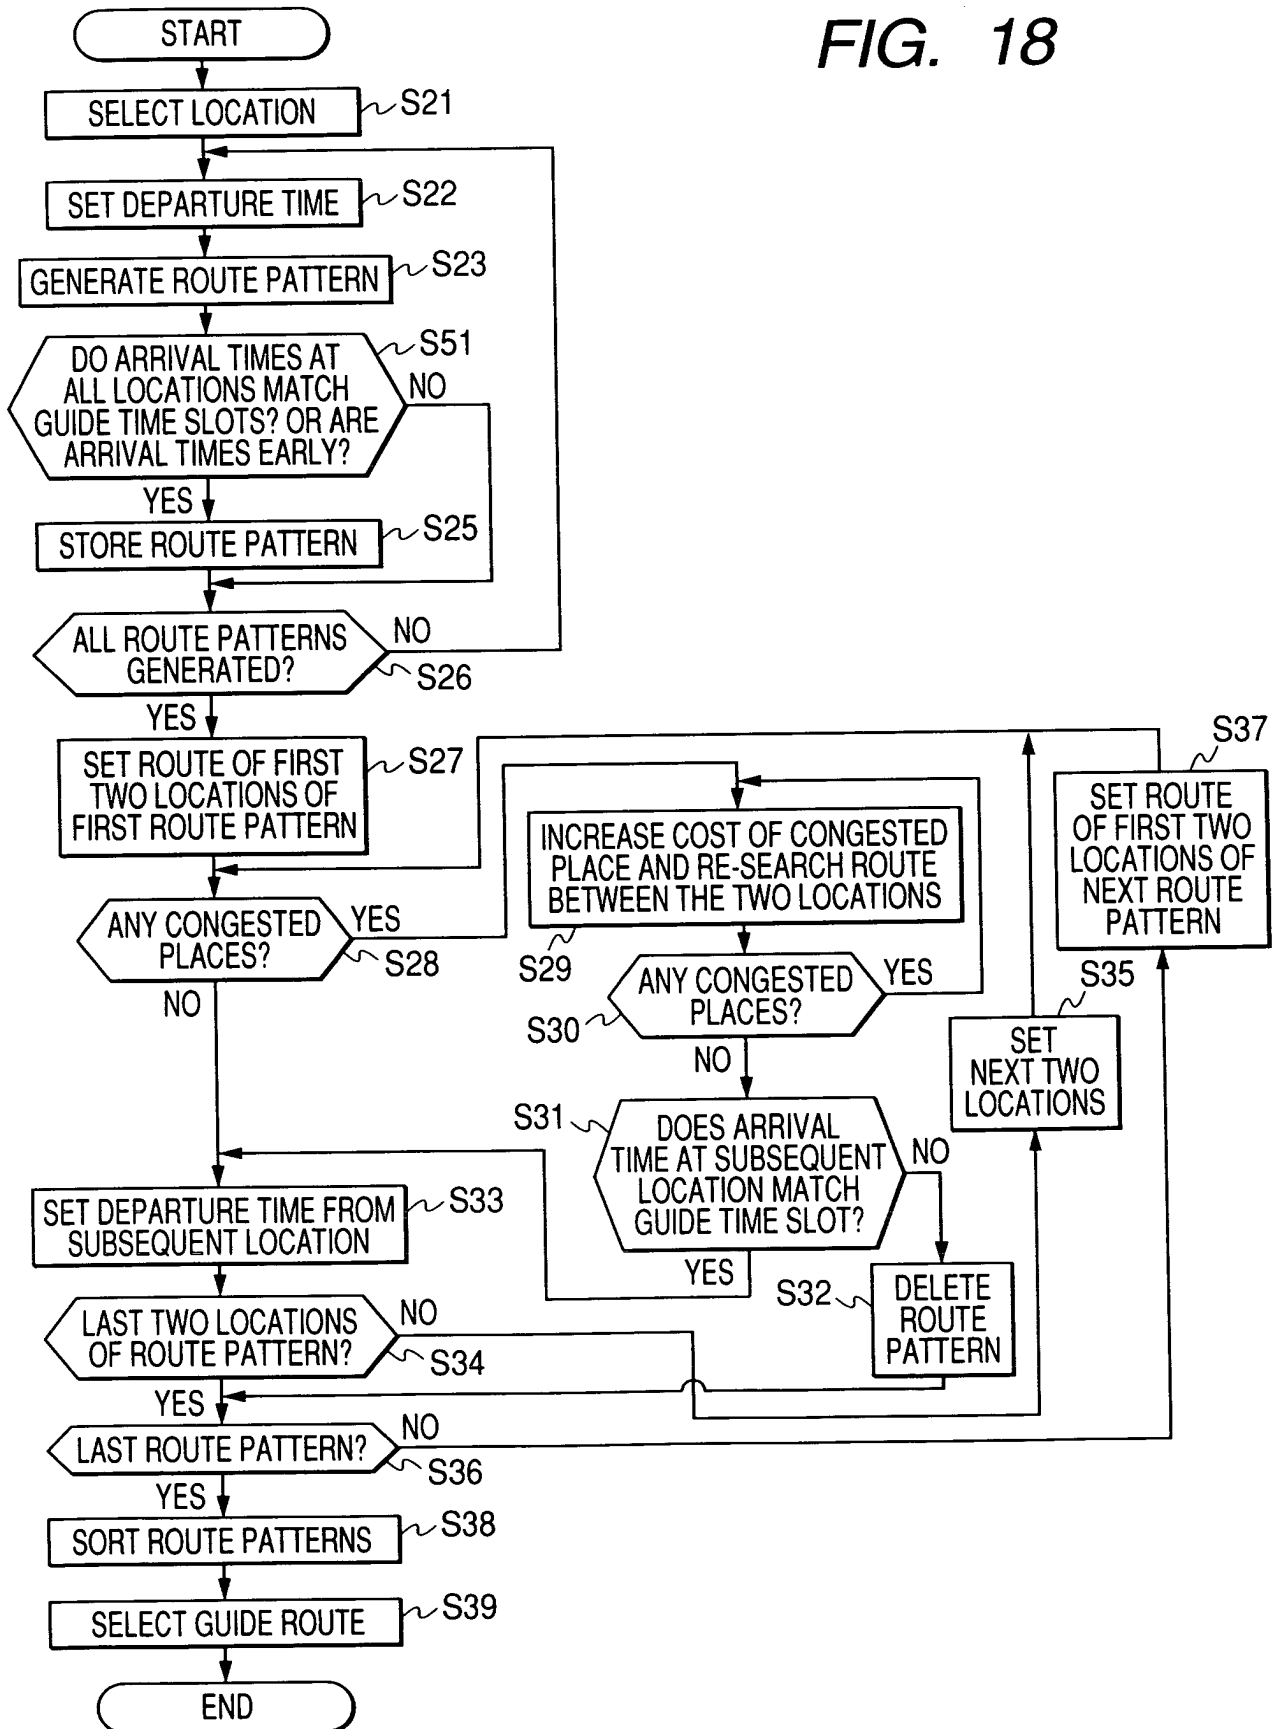 FIG. 18
START
SELECT LOCATION
S21
SET DEPARTURE TIME
S22
GENERATE ROUTE PATTERN
S23
DO ARRIVAL TIMES AT
ALL LOCATIONS MATCH
GUIDE TIME SLOTS? OR ARE
ARRIVAL TIMES EARLY?
S51
NO
YES
STORE ROUTE PATTERN
S25
ALL ROUTE PATTERNS
GENERATED?
NO
S26
YES
SET ROUTE OF FIRST
TWO LOCATIONS OF
FIRST ROUTE PATTERN
S27
ANY CONGESTED
PLACES?
YES
S28
NO
INCREASE COST OF CONGESTED
PLACE AND RE-SEARCH ROUTE
BETWEEN THE TWO LOCATIONS
S29
ANY CONGESTED
PLACES?
YES
S30
NO
S31
DOES ARRIVAL
TIME AT SUBSEQUENT
LOCATION MATCH
GUIDE TIME SLOT?
NO
YES
S32
DELETE
ROUTE
PATTERN
SET DEPARTURE TIME FROM
SUBSEQUENT LOCATION
S33
LAST TWO LOCATIONS
OF ROUTE PATTERN?
NO
S34
YES
S35
SET
NEXT TWO
LOCATIONS
LAST ROUTE PATTERN?
NO
S36
YES
S37
SET ROUTE
OF FIRST TWO
LOCATIONS OF
NEXT ROUTE
PATTERN
SORT ROUTE PATTERNS
S38
SELECT GUIDE ROUTE
S39
END